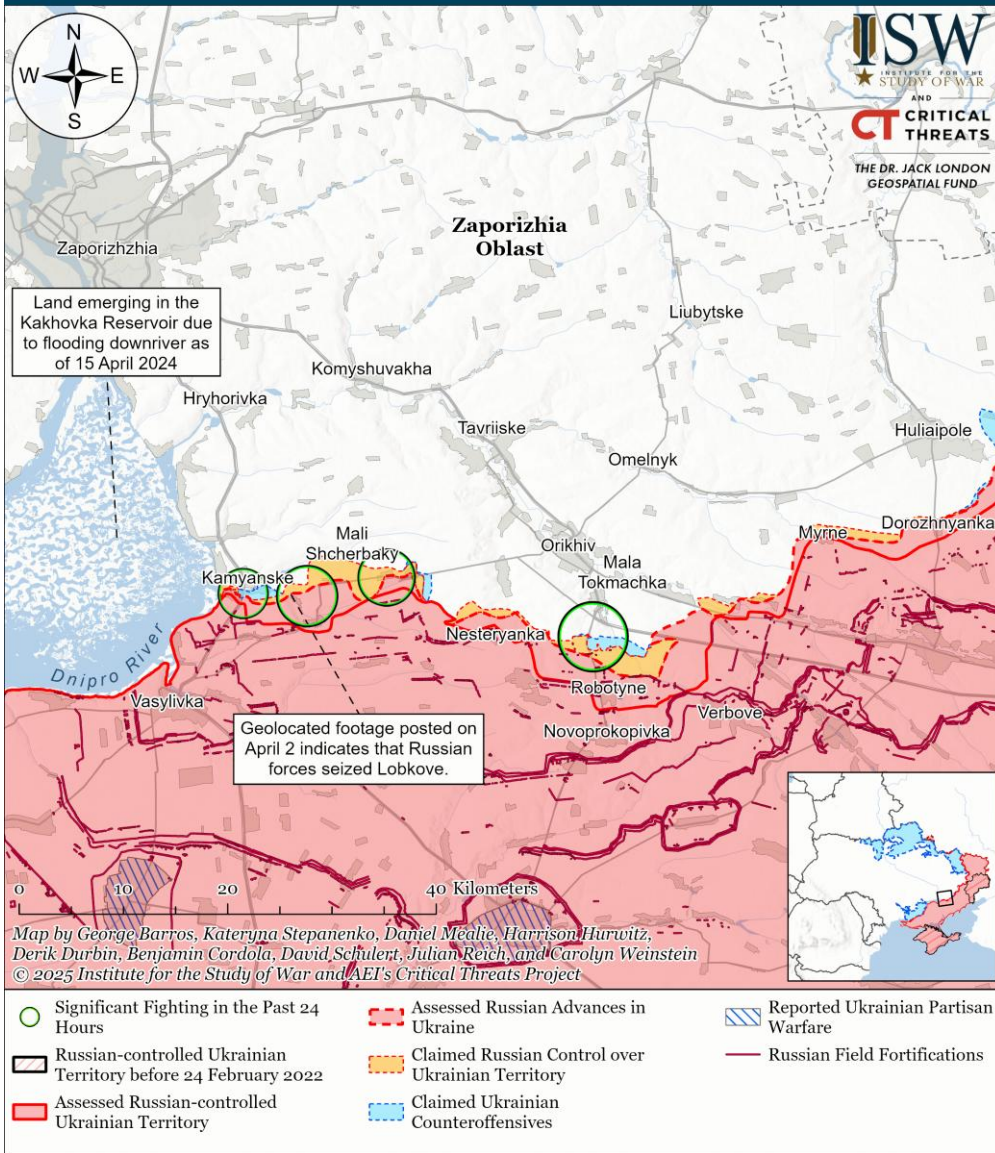 N
W E
S
ISW
INSTITUTE FOR THE
STUDY OF WAR
AND
CT CRITICAL
THREATS
THE DR. JACK LONDON
GEOSPATIAL FUND
Zaporizhia
Oblast
Zaporizhzhia
Land emerging in the
Kakhovka Reservoir due
to flooding downriver as
of 15 April 2024
Liubytske
Komyshuvakha
Hryhorivka
Tavriiske
Huliaipole
Omelnyk
Dorozhnyanka
Myrne
Mali
Shcherbaky
Orikhiv
Mala
Tokmachka
Kamyanske
Nesteryanka
Dnipro River
Robotyne
Vasylivka
Verbove
Novoprokopivka
Geolocated footage posted on
April 2 indicates that Russian
forces seized Lobkove.
0 10 20 40 Kilometers
Map by George Barros, Kateryna Stepanenko, Daniel Mealie, Harrison Hurwitz,
Derik Durbin, Benjamin Cordola, David Schulert, Julian Reich, and Carolyn Weinstein
© 2025 Institute for the Study of War and AEI's Critical Threats Project
Significant Fighting in the Past 24
Hours
Russian-controlled Ukrainian
Territory before 24 February 2022
Assessed Russian-controlled
Ukrainian Territory
Assessed Russian Advances in
Ukraine
Claimed Russian Control over
Ukrainian Territory
Claimed Ukrainian
Counteroffensives
Reported Ukrainian Partisan
Warfare
Russian Field Fortifications